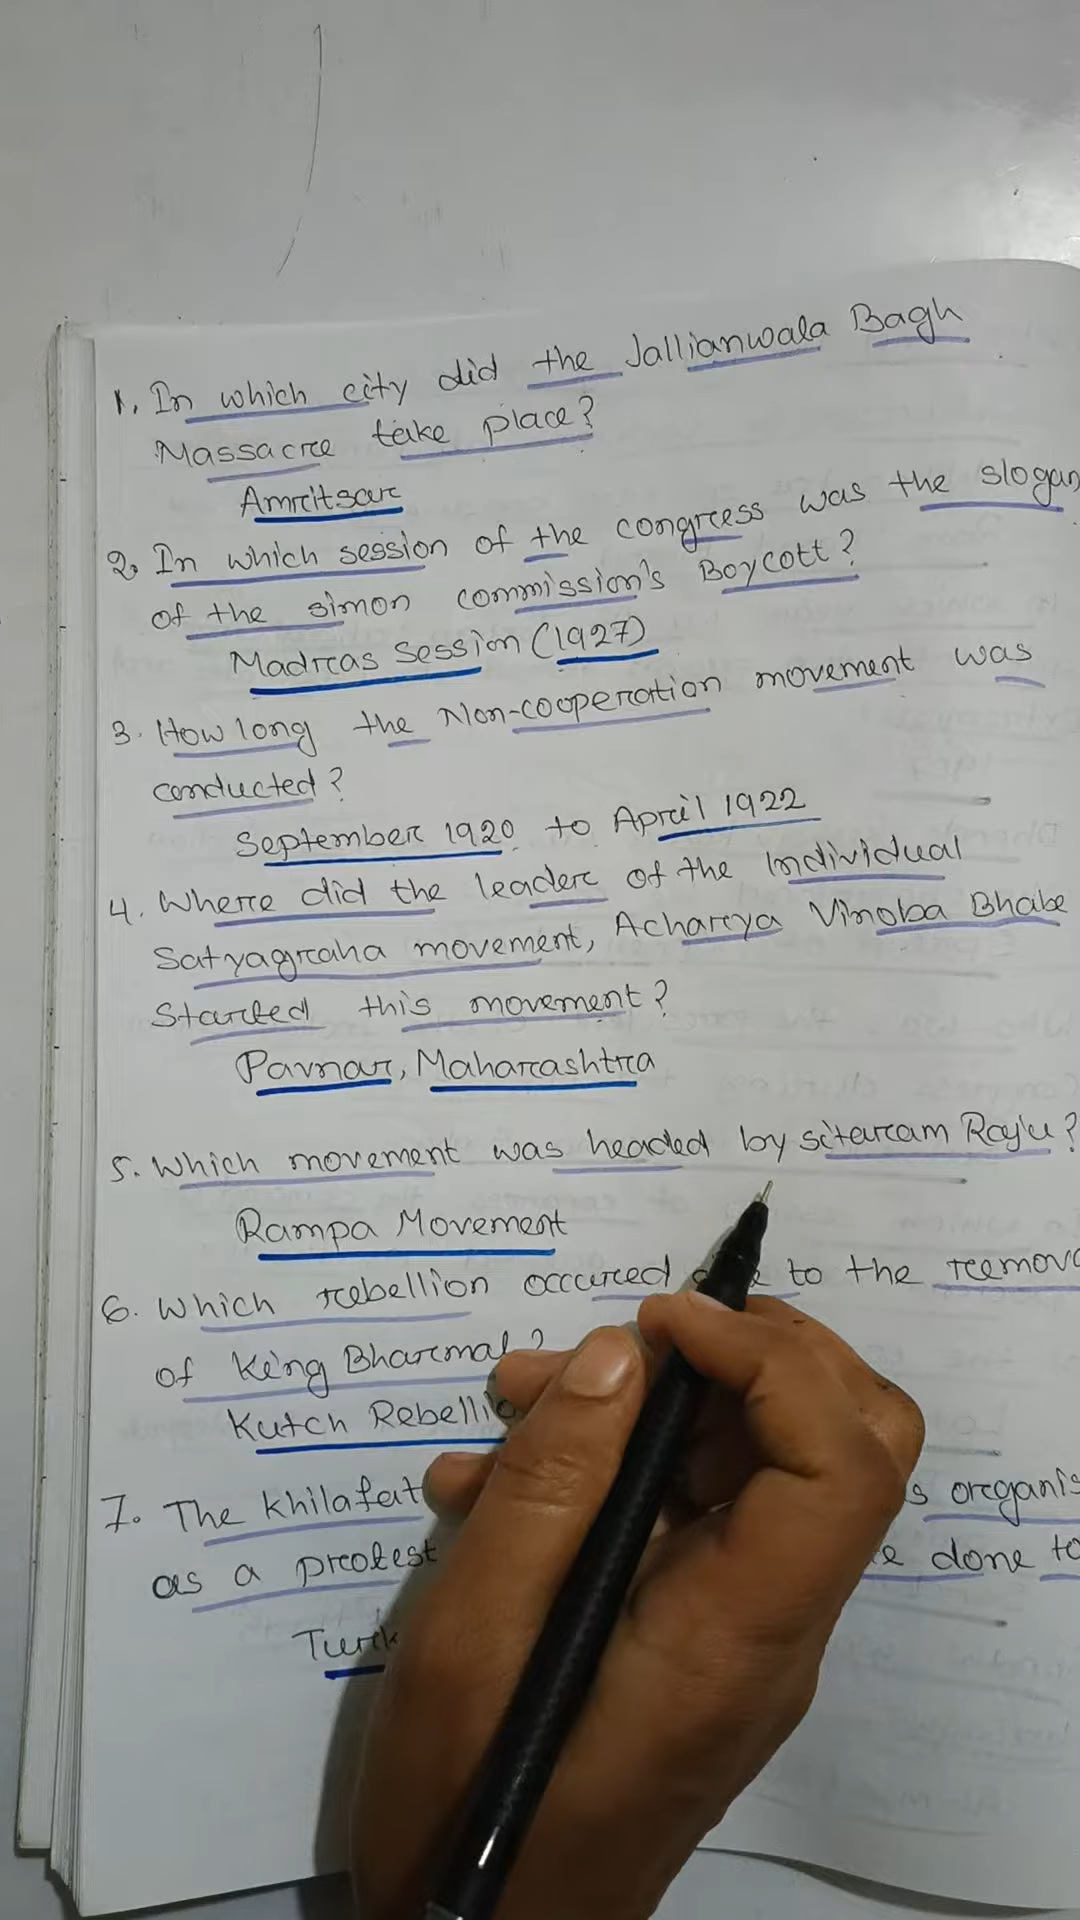 1. In which city did the Jallianwala Bagh
Massacre take place?
Amritsar
2. In which session of the congress was the slogan
of the simon commission's Boycott?
Madras Session (1927)
3. How long the Non-cooperation movement was
conducted?
September 1920 to April 1922
4. Where did the leader of the Individual
Satyagraha movement, Acharya Vinoba Bhabe
Started this movement?
Pavnar, Maharashtra
5. Which movement was headed by sitaram Raju?
Rampa Movement
6. Which rebellion occured to the
of King Bharmal?
Kutch
7. The Khilafat
as a protest done to